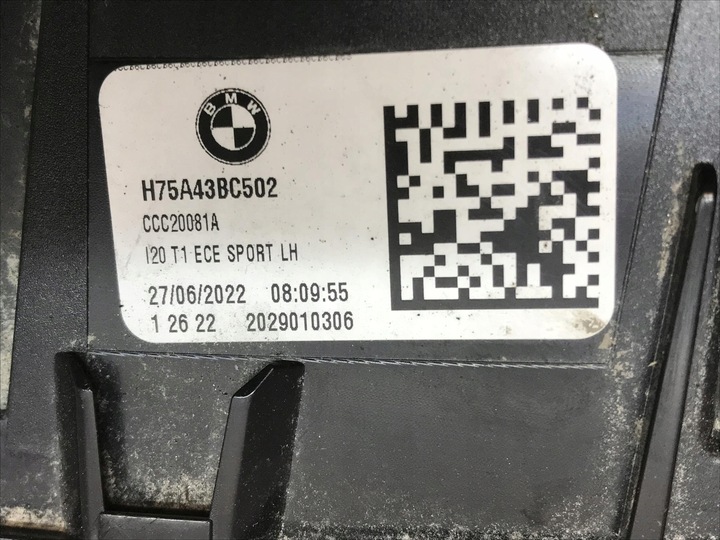 BMW
H75A43BC502
CCC20081A
I20 T1 ECE SPORT LH
27/06/2022 08:09:55
1 26 22 2029010306